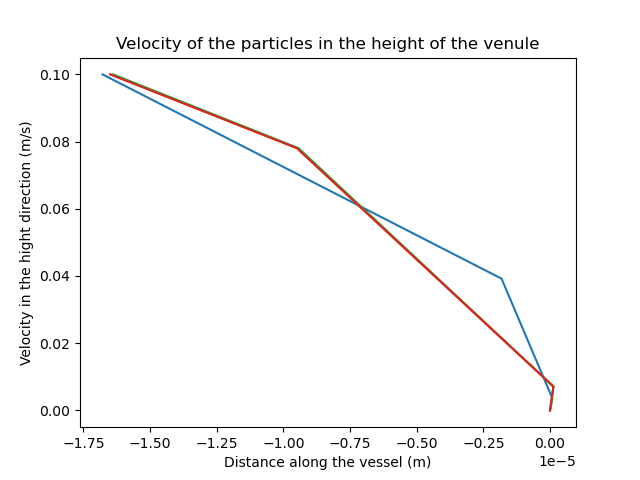 Velocity of the particles in the height of the venule
Velocity in the hight direction (m/s)
0.10
0.08
0.06
0.04
0.02
0.00
−1.75 −1.50 −1.25 −1.00 −0.75 −0.50 −0.25 0.00
1e−5
Distance along the vessel (m)